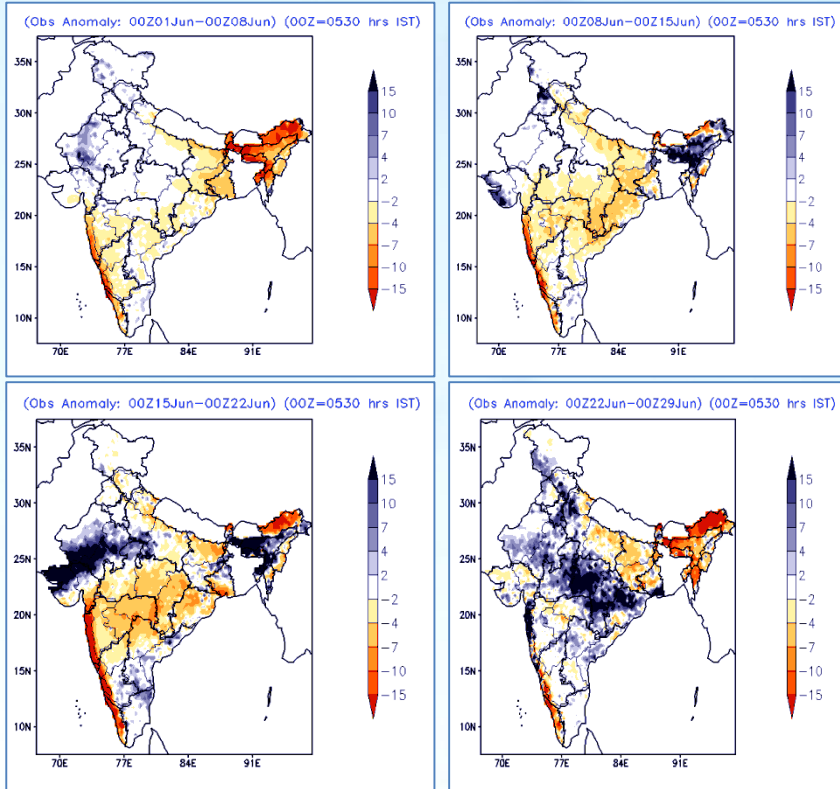 (Obs Anomaly: 00Z01Jun−00Z08Jun) (00Z=0530 hrs IST)
35N
30N
25N
20N
15N
10N
70E 77E 84E 91E
15
10
7
4
2
−2
−4
−7
−10
−15
(Obs Anomaly: 00Z08Jun−00Z15Jun) (00Z=0530 hrs IST)
35N
30N
25N
20N
15N
10N
70E 77E 84E 91E
15
10
7
4
2
−2
−4
−7
−10
−15
(Obs Anomaly: 00Z15Jun−00Z22Jun) (00Z=0530 hrs IST)
35N
30N
25N
20N
15N
10N
70E 77E 84E 91E
15
10
7
4
2
−2
−4
−7
−10
−15
(Obs Anomaly: 00Z22Jun−00Z29Jun) (00Z=0530 hrs IST)
35N
30N
25N
20N
15N
10N
70E 77E 84E 91E
15
10
7
4
2
−2
−4
−7
−10
−15